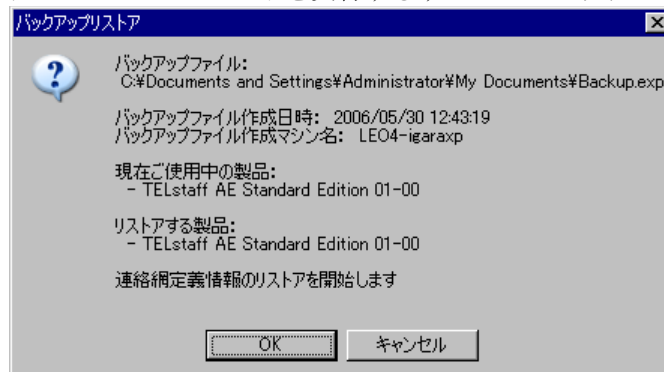 バックアップリストア
バックアップファイル:
C:¥Documents and Settings¥Administrator¥My Documents¥Backup.exp
バックアップファイル作成日時: 2006/05/30 12:43:19
バックアップファイル作成マシン名: LEO4-igaraxp
現在ご使用中の製品:
- TELstaff AE Standard Edition 01-00
リストアする製品:
- TELstaff AE Standard Edition 01-00
連絡網定義情報のリストアを開始します
OK
キャンセル